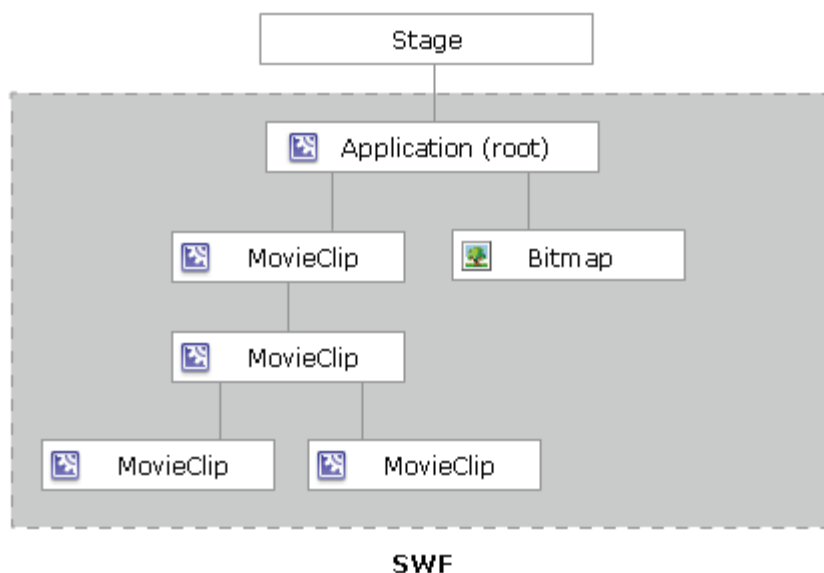 Stage
Application (root)
MovieClip
Bitmap
MovieClip
MovieClip
MovieClip
SWF